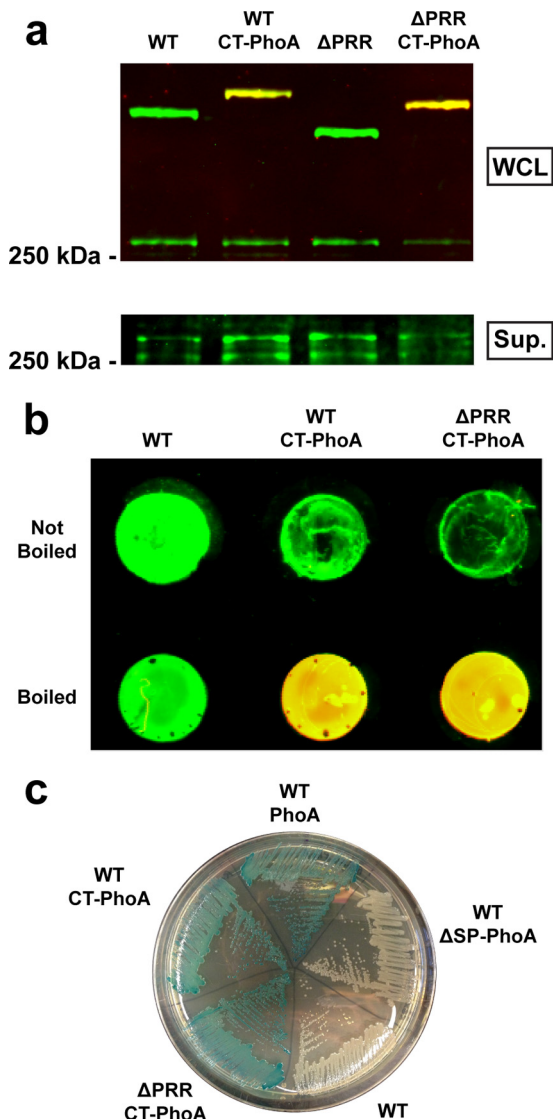 a
WT
WT
CT-PhoA
ΔPRR
ΔPRR
CT-PhoA
WCL
250 kDa -
Sup.
250 kDa -
b
WT
WT
CT-PhoA
ΔPRR
CT-PhoA
Not
Boiled
Boiled
c
WT
PhoA
WT
CT-PhoA
WT
ΔSP-PhoA
ΔPRR
CT-PhoA
WT